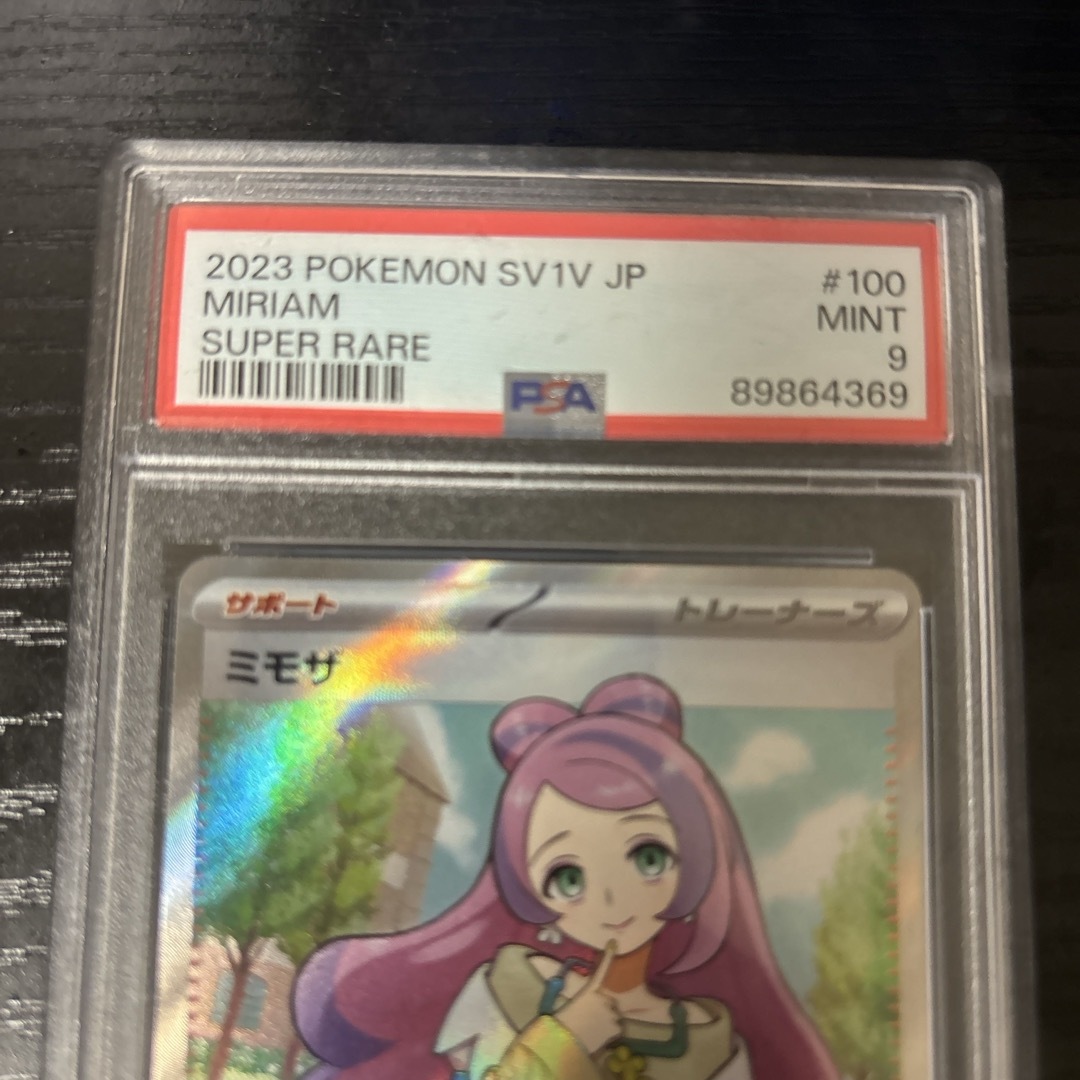 2023 POKEMON SV1V JP #100
MIRIAM MINT
SUPER RARE 9
PSA 89864369
サポート トレーナーズ
ミモザ